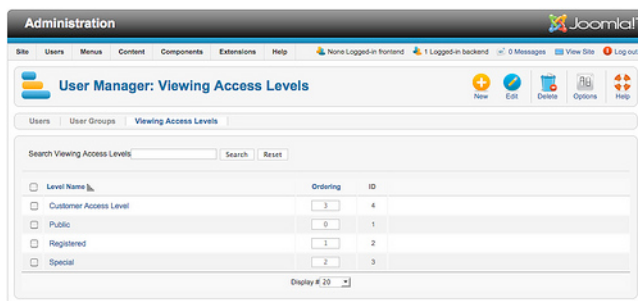 Administration Joomla!
Site Users Menus Content Components Extensions Help None Logged-in frontend 1 Logged-in backend 0 Messages View Site Log out
User Manager: Viewing Access Levels New Edit Delete Options Help
Users User Groups Viewing Access Levels
Search Viewing Access Levels Search Reset
Level Name Ordering ID
Customer Access Level 3 4
Public 0 1
Registered 1 2
Special 2 3
Display # 20